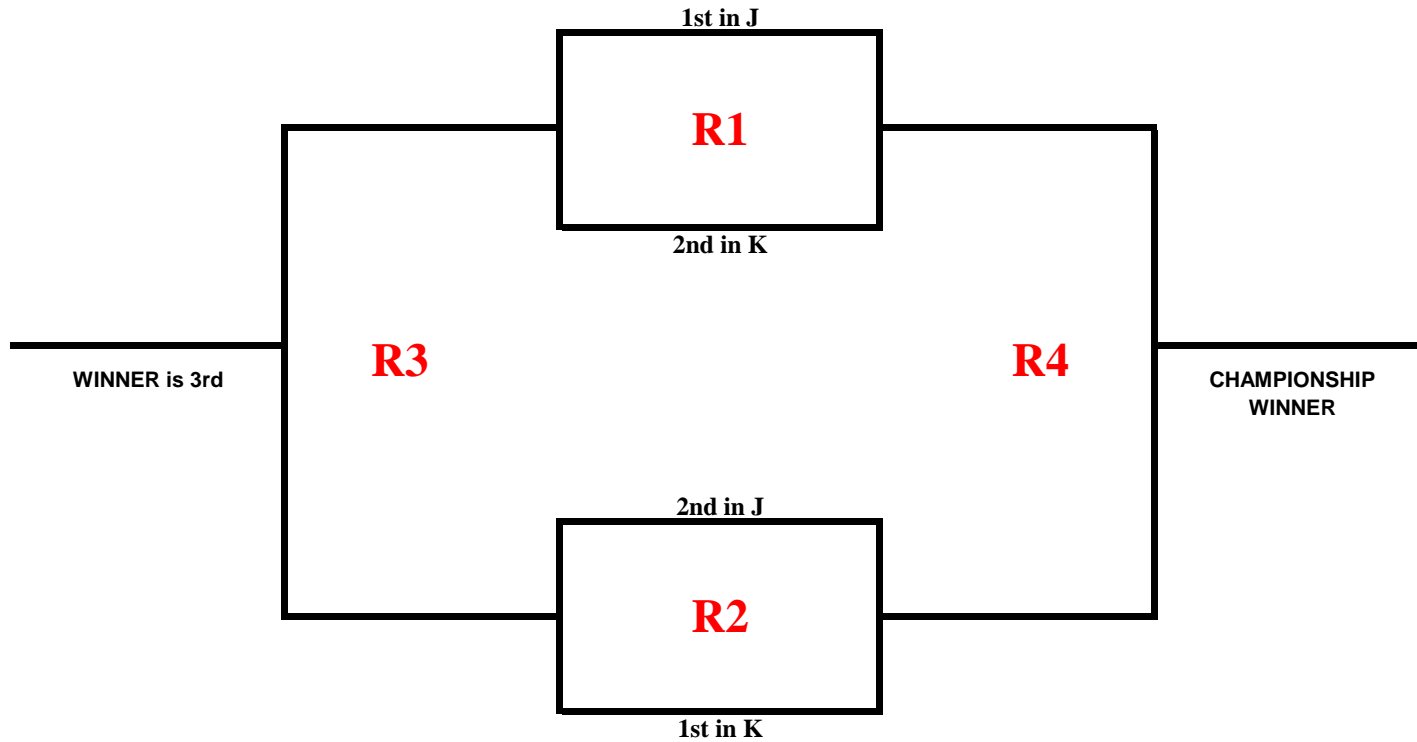 1st in J
R1
2nd in K
R3
R4
WINNER is 3rd
CHAMPIONSHIP
WINNER
2nd in J
R2
1st in K